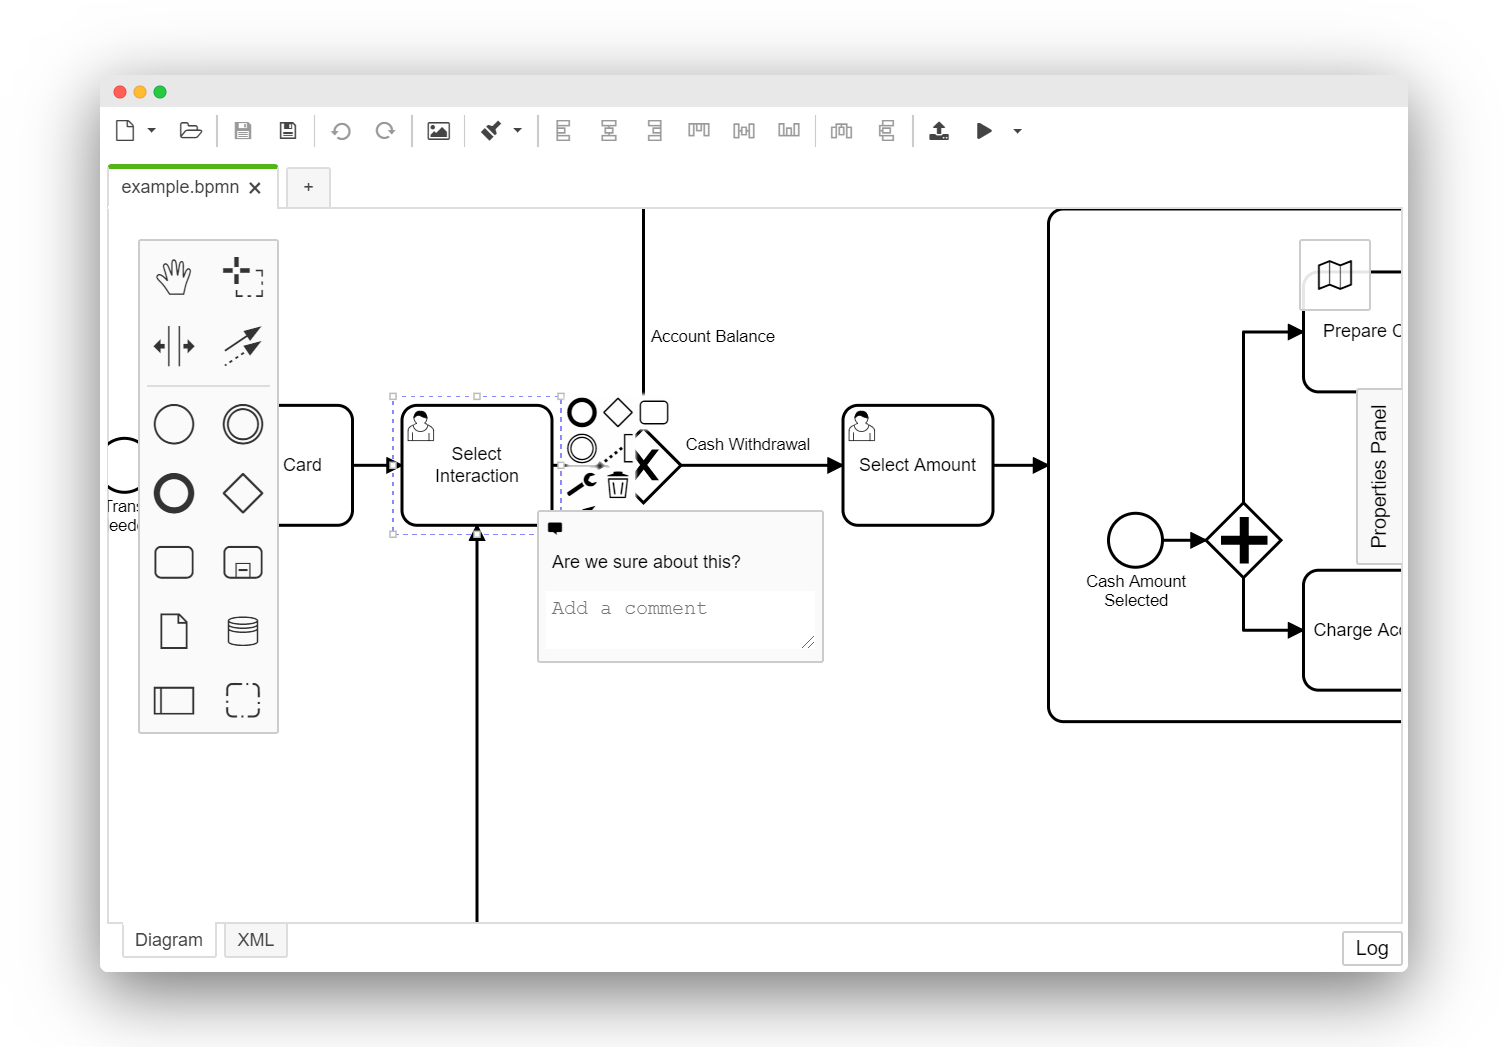 example.bpmn
+
Account Balance
Prepare C
Card
Select
Interaction
Cash Withdrawal
Select Amount
Properties Panel
Trans
eede
Are we sure about this?
Add a comment
Cash Amount
Selected
Charge Acc
Diagram
XML
Log